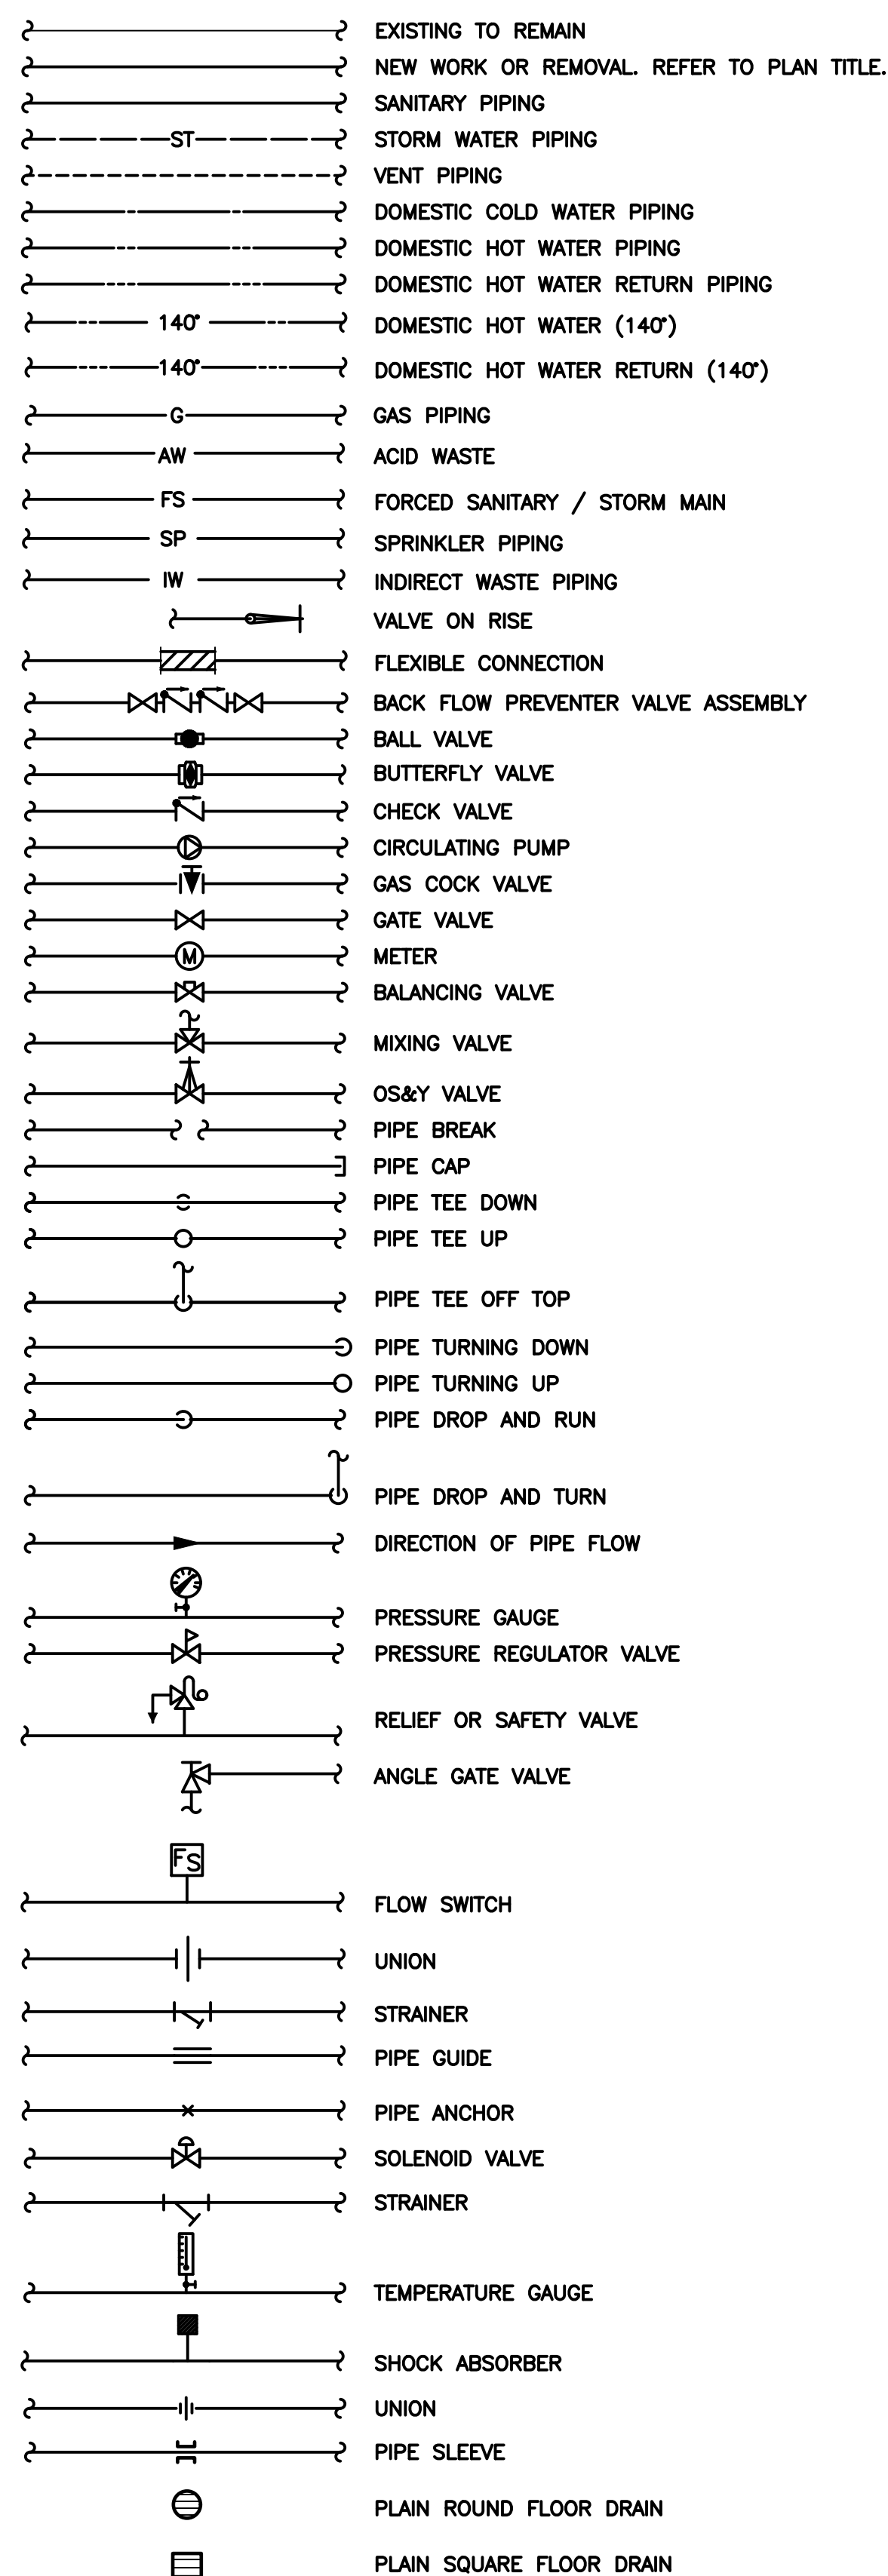 EXISTING TO REMAIN
NEW WORK OR REMOVAL. REFER TO PLAN TITLE.
SANITARY PIPING
ST STORM WATER PIPING
VENT PIPING
DOMESTIC COLD WATER PIPING
DOMESTIC HOT WATER PIPING
DOMESTIC HOT WATER RETURN PIPING
140° DOMESTIC HOT WATER (140°)
140° DOMESTIC HOT WATER RETURN (140°)
G GAS PIPING
AW ACID WASTE
FS FORCED SANITARY / STORM MAIN
SP SPRINKLER PIPING
IW INDIRECT WASTE PIPING
VALVE ON RISE
FLEXIBLE CONNECTION
BACK FLOW PREVENTER VALVE ASSEMBLY
BALL VALVE
BUTTERFLY VALVE
CHECK VALVE
CIRCULATING PUMP
GAS COCK VALVE
GATE VALVE
M METER
BALANCING VALVE
MIXING VALVE
OS&Y VALVE
PIPE BREAK
PIPE CAP
PIPE TEE DOWN
PIPE TEE UP
PIPE TEE OFF TOP
PIPE TURNING DOWN
PIPE TURNING UP
PIPE DROP AND RUN
PIPE DROP AND TURN
DIRECTION OF PIPE FLOW
PRESSURE GAUGE
PRESSURE REGULATOR VALVE
RELIEF OR SAFETY VALVE
ANGLE GATE VALVE
FS
FLOW SWITCH
UNION
STRAINER
PIPE GUIDE
PIPE ANCHOR
SOLENOID VALVE
STRAINER
TEMPERATURE GAUGE
SHOCK ABSORBER
UNION
PIPE SLEEVE
PLAIN ROUND FLOOR DRAIN
PLAIN SQUARE FLOOR DRAIN